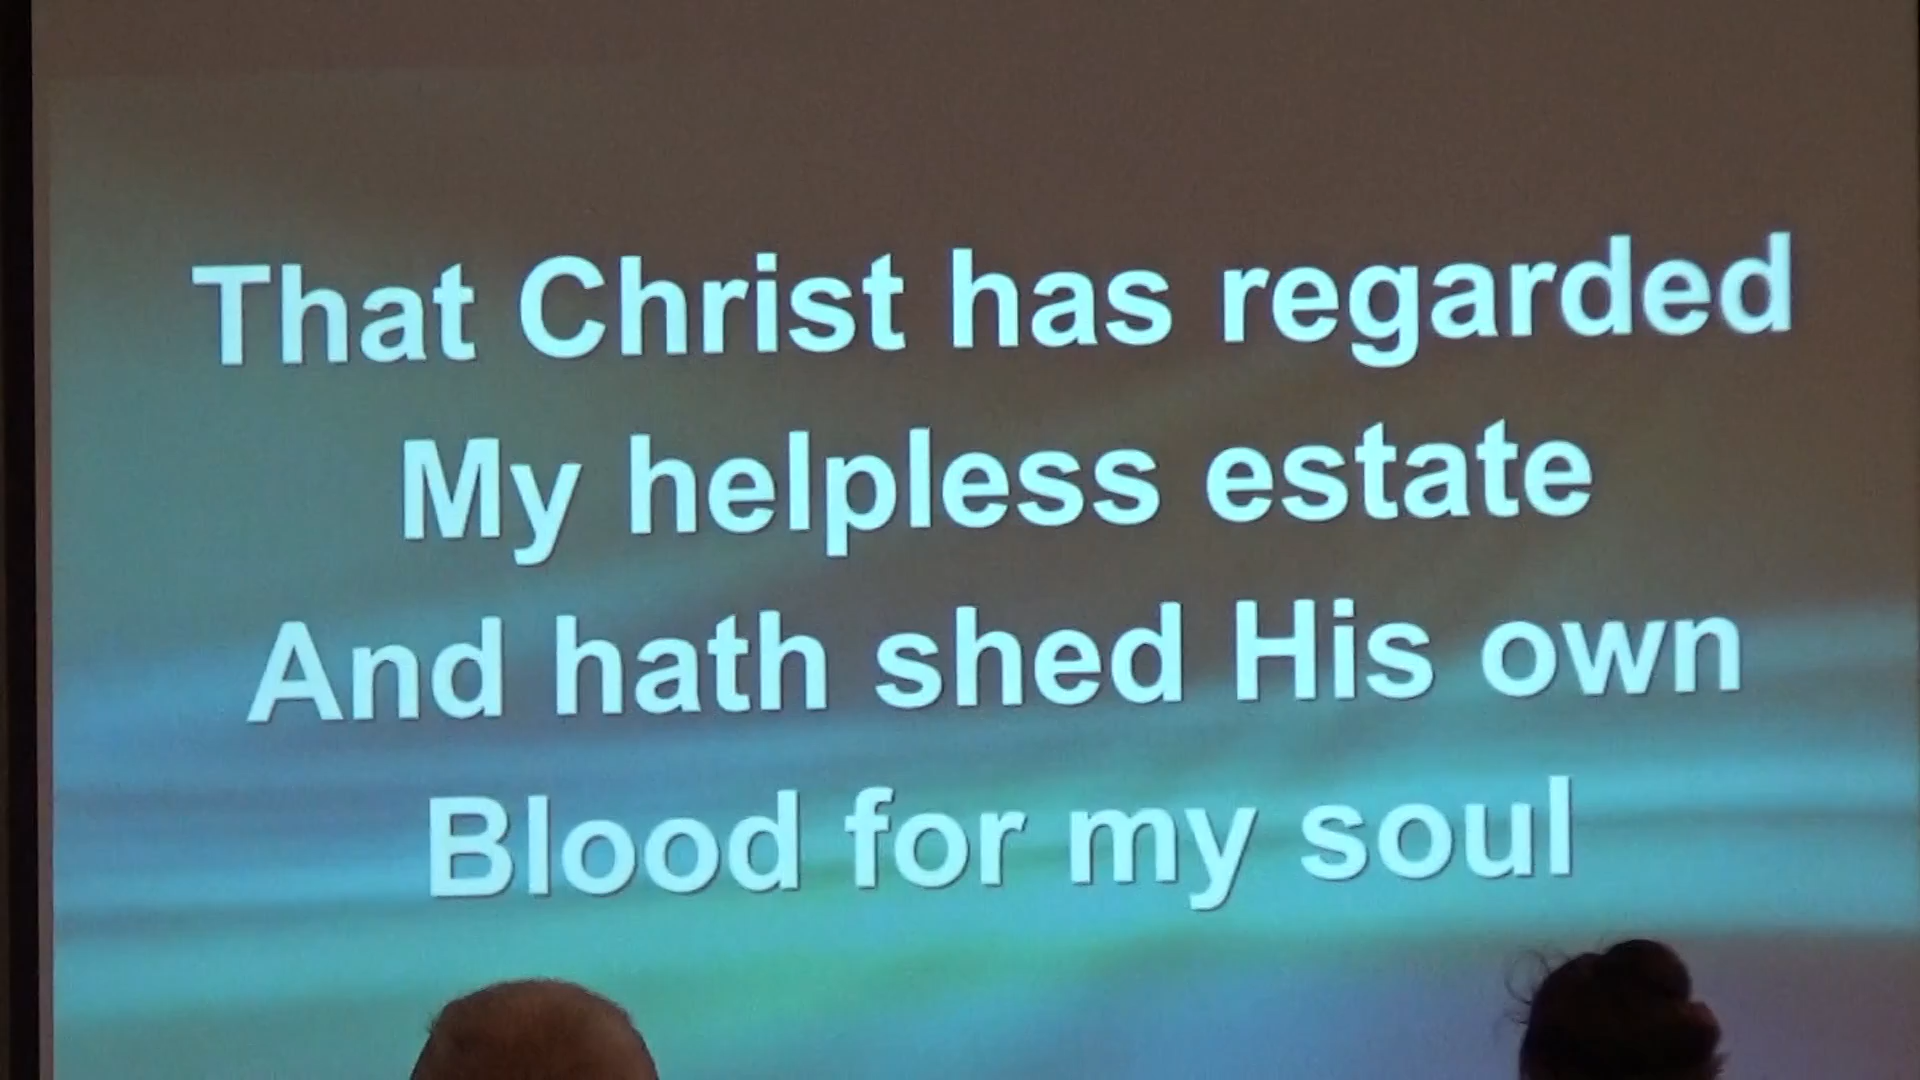 That Christ has regarded
My helpless estate
And hath shed His own
Blood for my soul